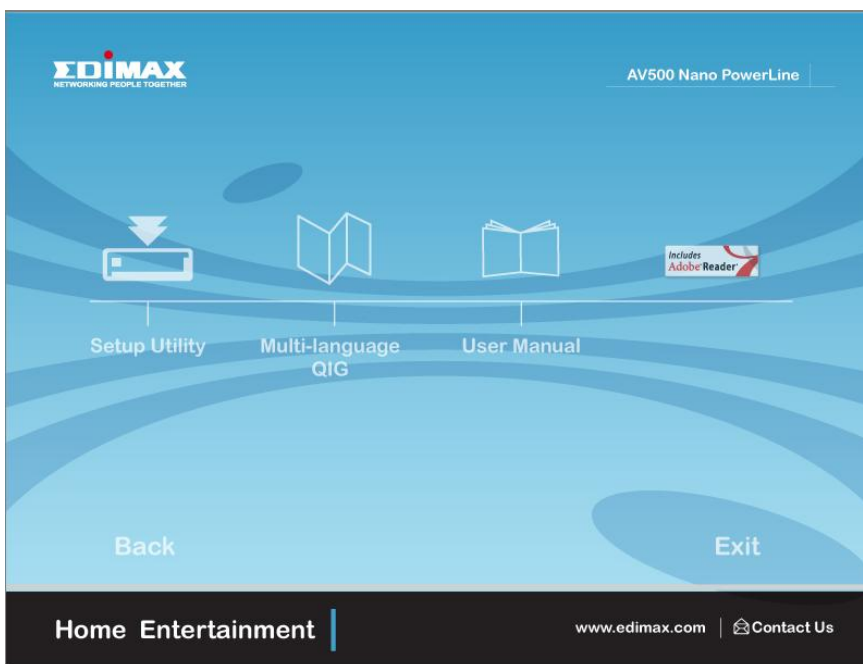 EDIMAX
NETWORKING PEOPLE TOGETHER
AV500 Nano PowerLine
Includes
Adobe Reader
Setup Utility
Multi-language
QIG
User Manual
Back
Exit
Home Entertainment
www.edimax.com
Contact Us